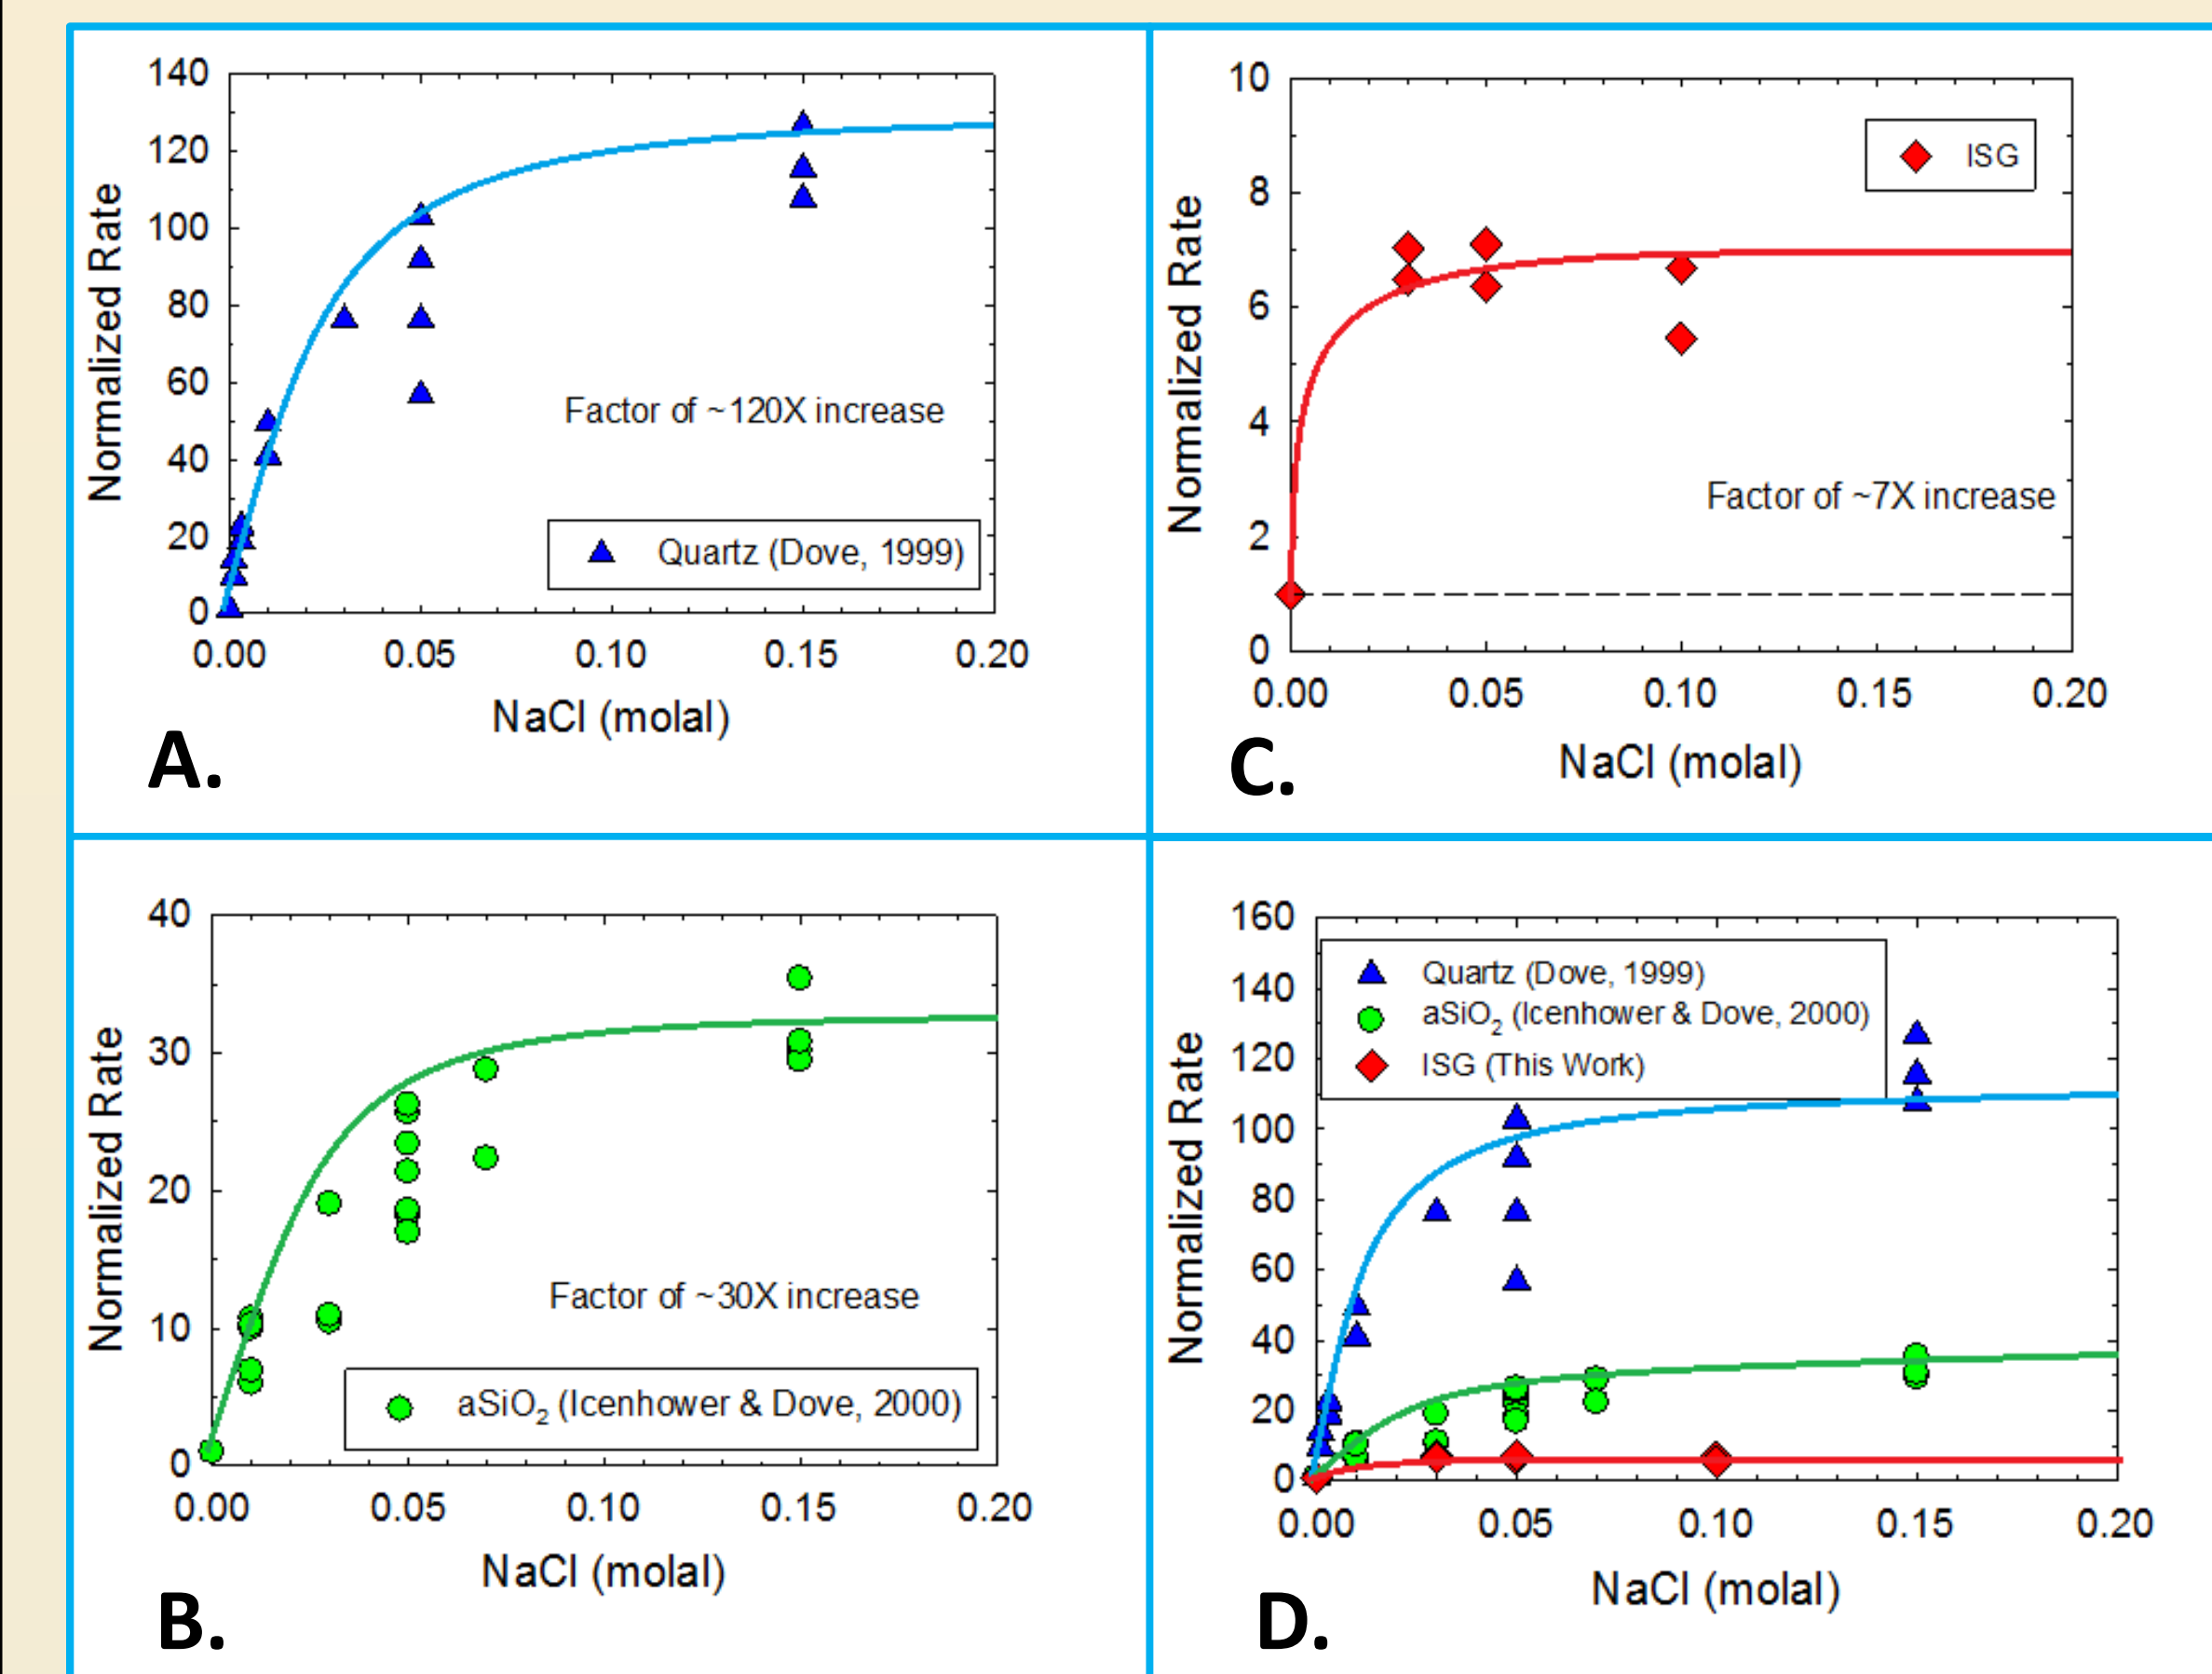 140
120
100
80
60
40
20
0
0.00 0.05 0.10 0.15 0.20
Normalized Rate
NaCl (molal)
Factor of ~120X increase
Quartz (Dove, 1999)
A.
10
8
6
4
2
0
0.00 0.05 0.10 0.15 0.20
Normalized Rate
NaCl (molal)
ISG
Factor of ~7X increase
C.
40
30
20
10
0
0.00 0.05 0.10 0.15 0.20
Normalized Rate
NaCl (molal)
Factor of ~30X increase
aSiO₂ (Icenhower & Dove, 2000)
B.
160
140
120
100
80
60
40
20
0
0.00 0.05 0.10 0.15 0.20
Normalized Rate
NaCl (molal)
Quartz (Dove, 1999)
aSiO₂ (Icenhower & Dove, 2000)
ISG (This Work)
D.